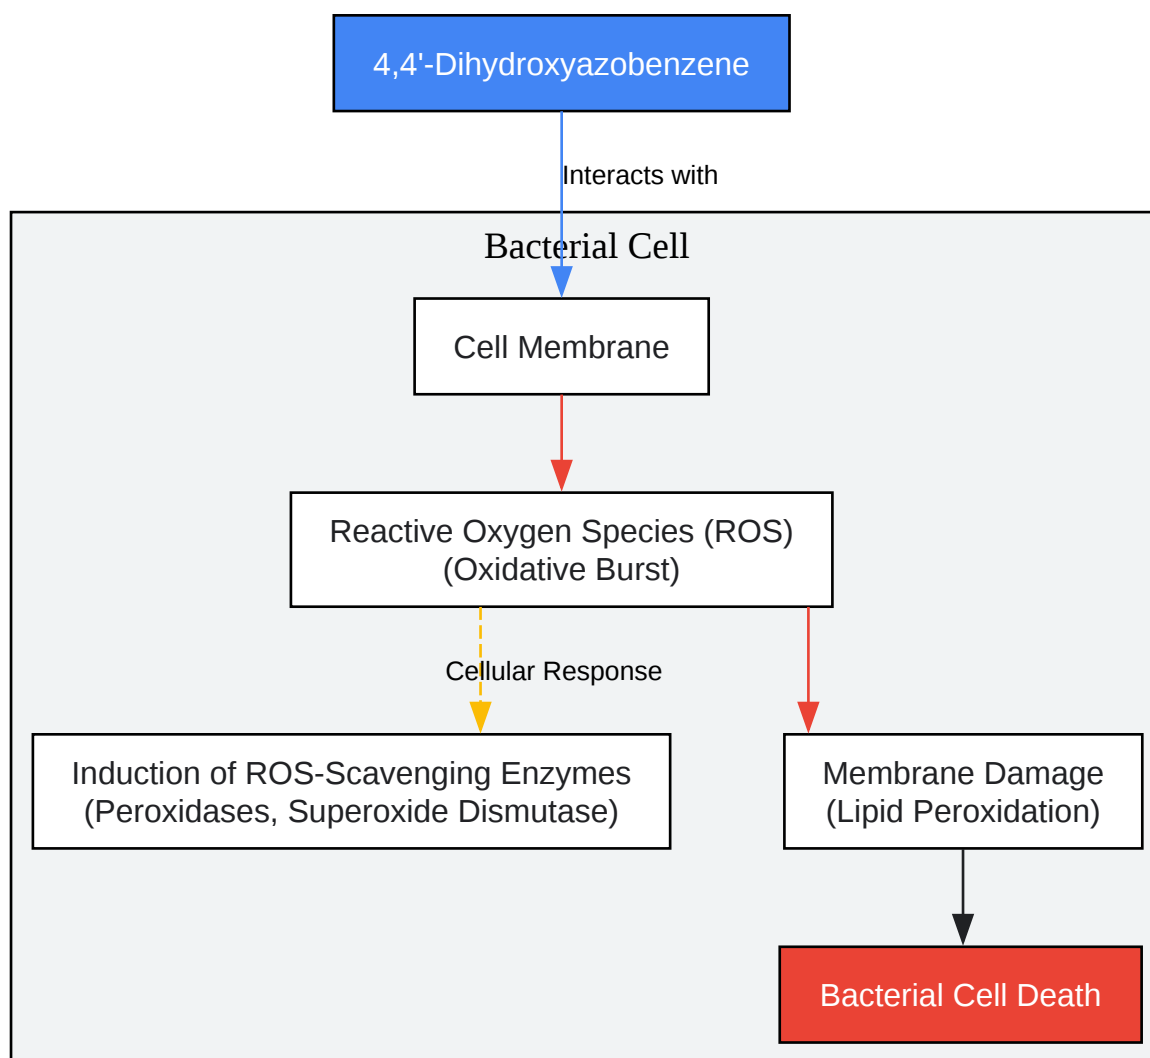 4,4'-Dihydroxyazobenzene
Interacts with
Bacterial Cell
Cell Membrane
Reactive Oxygen Species (ROS)
(Oxidative Burst)
Cellular Response
Induction of ROS-Scavenging Enzymes
(Peroxidases, Superoxide Dismutase)
Membrane Damage
(Lipid Peroxidation)
Bacterial Cell Death